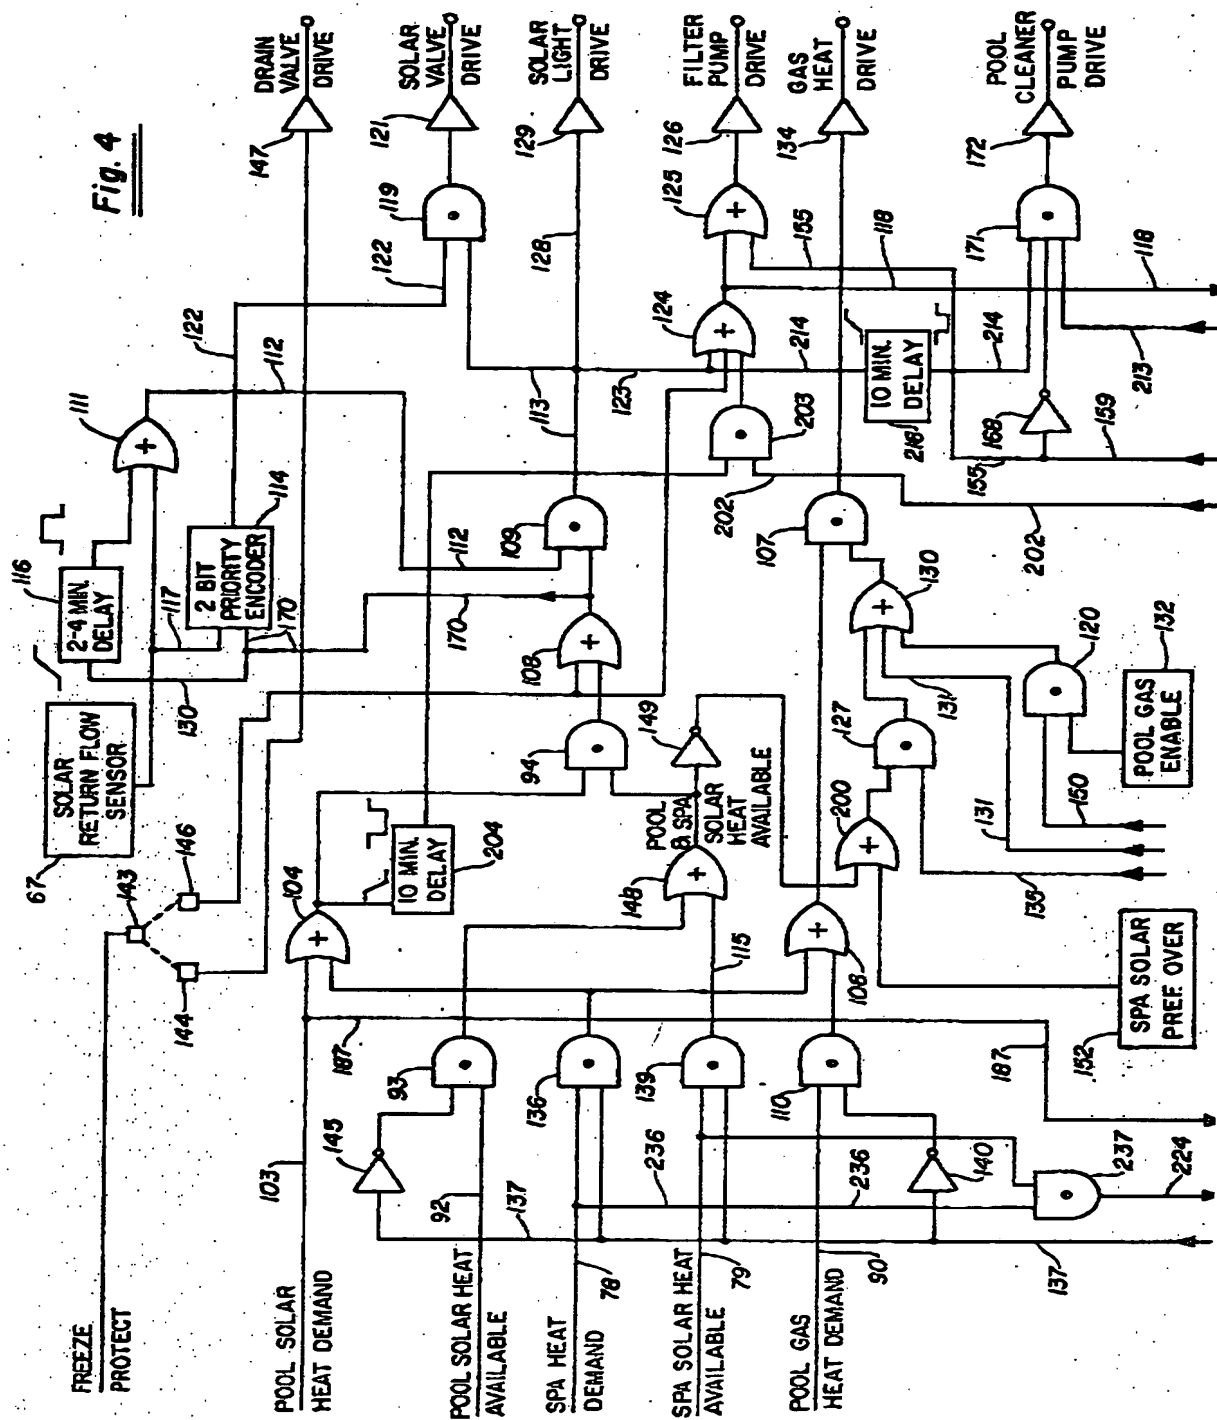 Fig. 4
FREEZE
PROTECT
POOL SOLAR
HEAT DEMAND
POOL SOLAR HEAT
AVAILABLE
SPA HEAT
DEMAND
SPA SOLAR HEAT
AVAILABLE
POOL GAS
HEAT DEMAND
103
92
137
78
79
90
145
236
236
140
237
224
137
93
136
139
110
187
187
144
143
146
67
SOLAR
RETURN FLOW
SENSOR
104
10 MIN.
DELAY
204
148
115
106
SPA SOLAR
PREF. OVER
152
POOL & SPA
SOLAR
HEAT
AVAILABLE
149
94
200
127
135
131
150
131
POOL GAS
ENABLE
132
120
130
107
116
2-4 MIN.
DELAY
117
130
170
2 BIT
PRIORITY
ENCODER
114
111
112
122
108
170
112
109
113
123
202
202
203
124
214
10 MIN.
DELAY
216
214
155
168
159
213
118
118
155
122
119
128
125
171
147
121
129
126
134
172
DRAIN
VALVE
DRIVE
SOLAR
VALVE
DRIVE
SOLAR
LIGHT
DRIVE
FILTER
PUMP
DRIVE
GAS
HEAT
DRIVE
POOL
CLEANER
PUMP
DRIVE